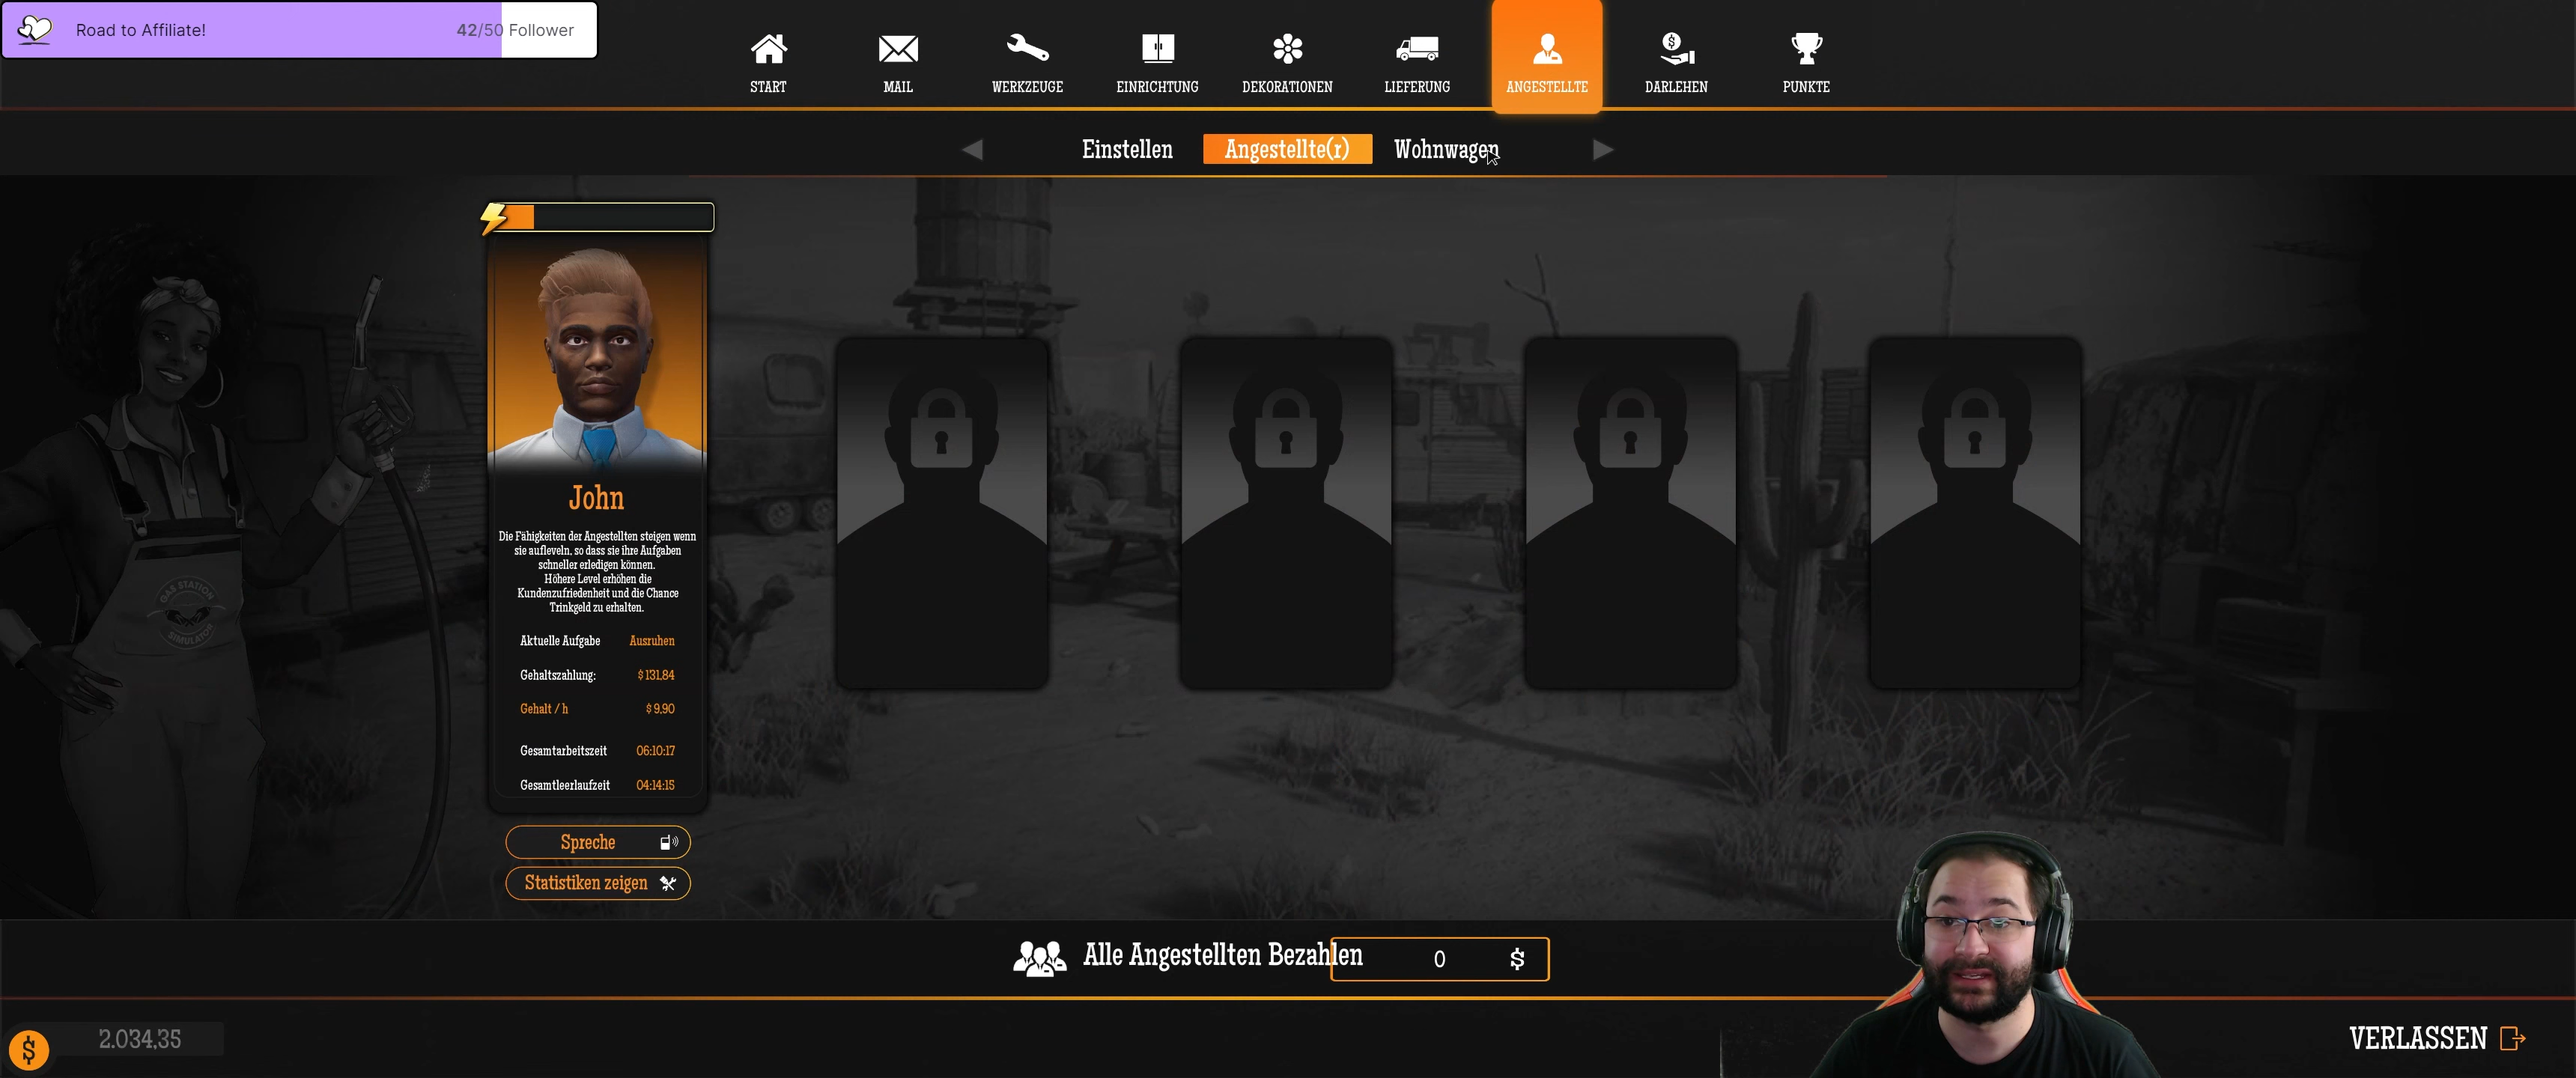 Road to Affiliate!
42/50 Follower
START
MAIL
WERKZEUGE
EINRICHTUNG
DEKORATIONEN
LIEFERUNG
ANGESTELLTE
DARLEHEN
PUNKTE
Einstellen
Angestellte(r)
Wohnwagen
John
Die Fähigkeiten der Angestellten steigen wenn
sie aufleveln, so dass sie ihre Aufgaben
schneller erledigen können.
Höhere Level erhöhen die
Kundenzufriedenheit und die Chance
Trinkgeld zu erhalten.
Aktuelle Aufgabe Ausruhen
Gehaltszahlung: $ 131,84
Gehalt / h $ 9,90
Gesamtarbeitszeit 06:10:17
Gesamtleerlaufzeit 04:14:15
Spreche
Statistiken zeigen
GAS STATION
SIMULATOR
Alle Angestellten Bezahlen 0 $
$ 2.034,35
VERLASSEN